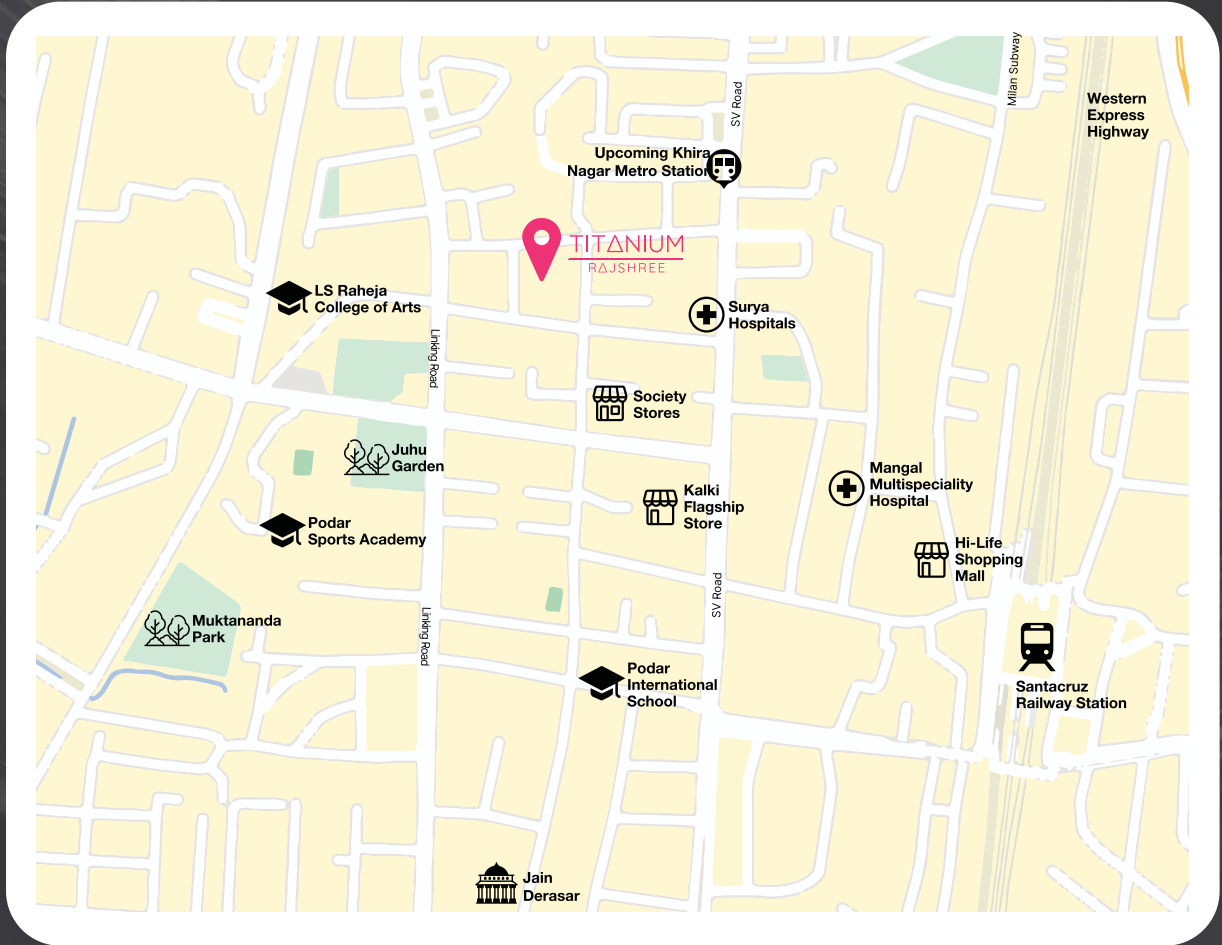 Milan Subway
Western
Express
Highway
SV Road
Upcoming Khira
Nagar Metro Station
TITANIUM
RAJSHREE
LS Raheja
College of Arts
Surya
Hospitals
Linking Road
Society
Stores
Juhu
Garden
Mangal
Multispeciality
Hospital
Kalki
Flagship
Store
Podar
Sports Academy
Hi-Life
Shopping
Mall
SV Road
Linking Road
Muktananda
Park
Podar
International
School
Santacruz
Railway Station
Jain
Derasar